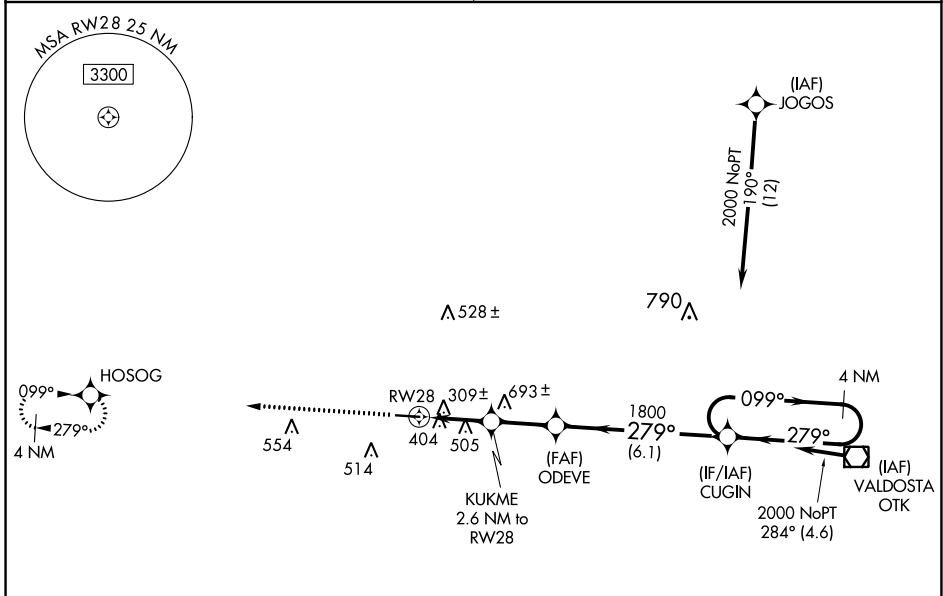 MSA RW28 25 NM
3300
(IAF)
JOGOS
2000 NoPT
190°
(12)
528±
790
HOSOG
099°
279°
4 NM
RW28
309±
693±
404
505
554
514
KUKME
2.6 NM to
RW28
(FAF)
ODEVE
1800
279°
(6.1)
(IF/IAF)
CUGIN
099°
4 NM
279°
2000 NoPT
284° (4.6)
(IAF)
VALDOSTA
OTK